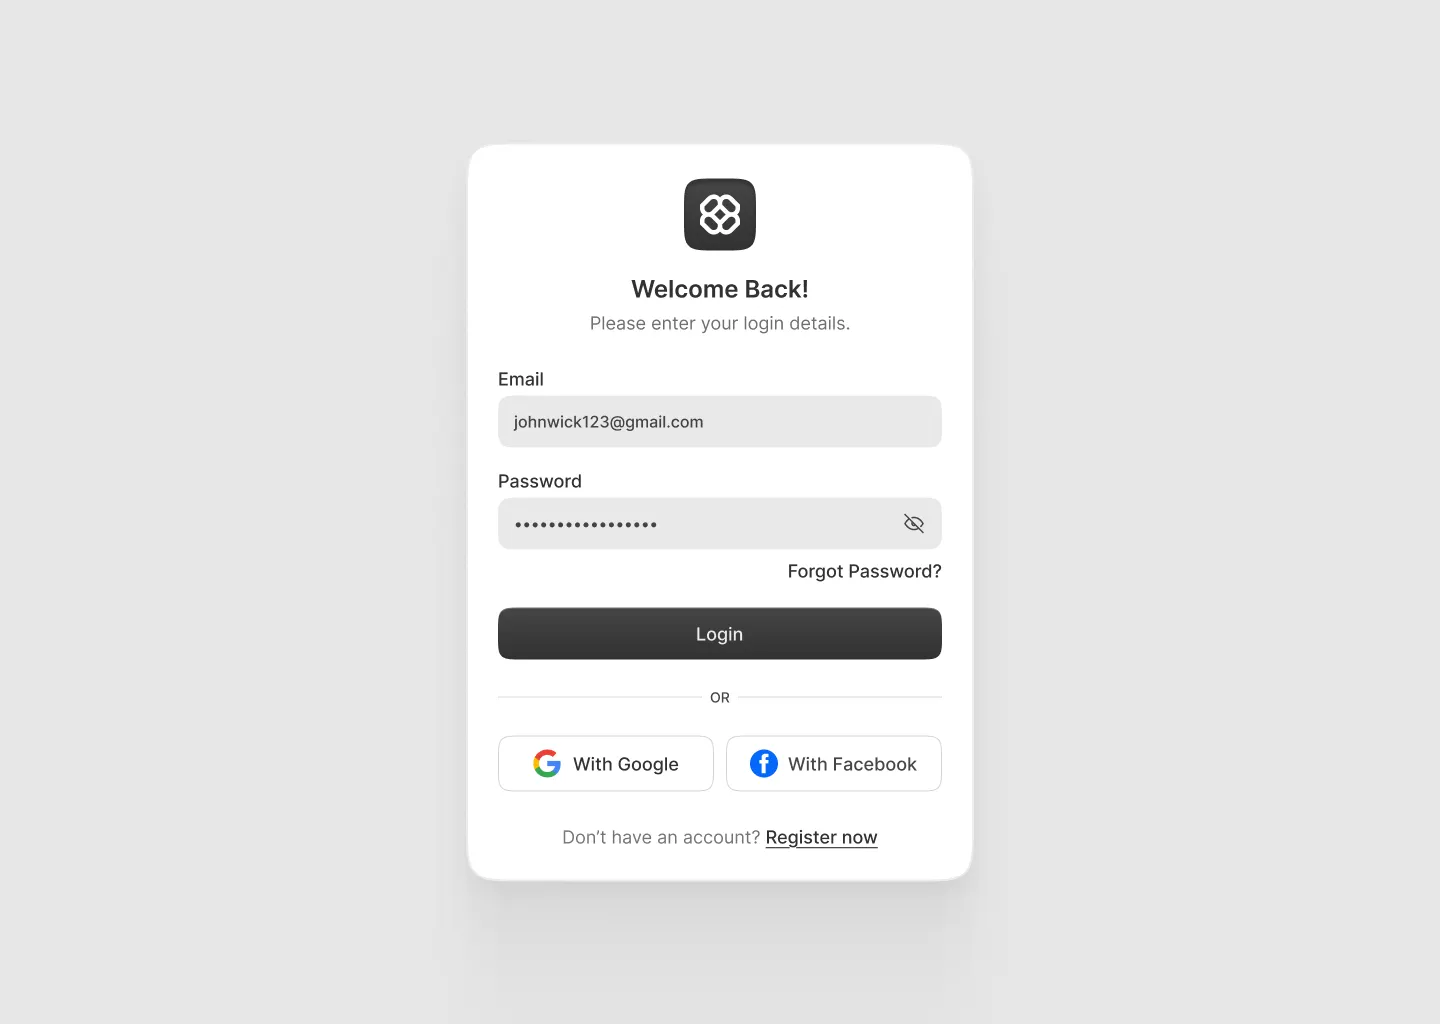 Welcome Back!
Please enter your login details.
Email
johnwick123@gmail.com
Password
•••••••••••••••••
Forgot Password?
Login
OR
With Google
With Facebook
Don’t have an account? Register now